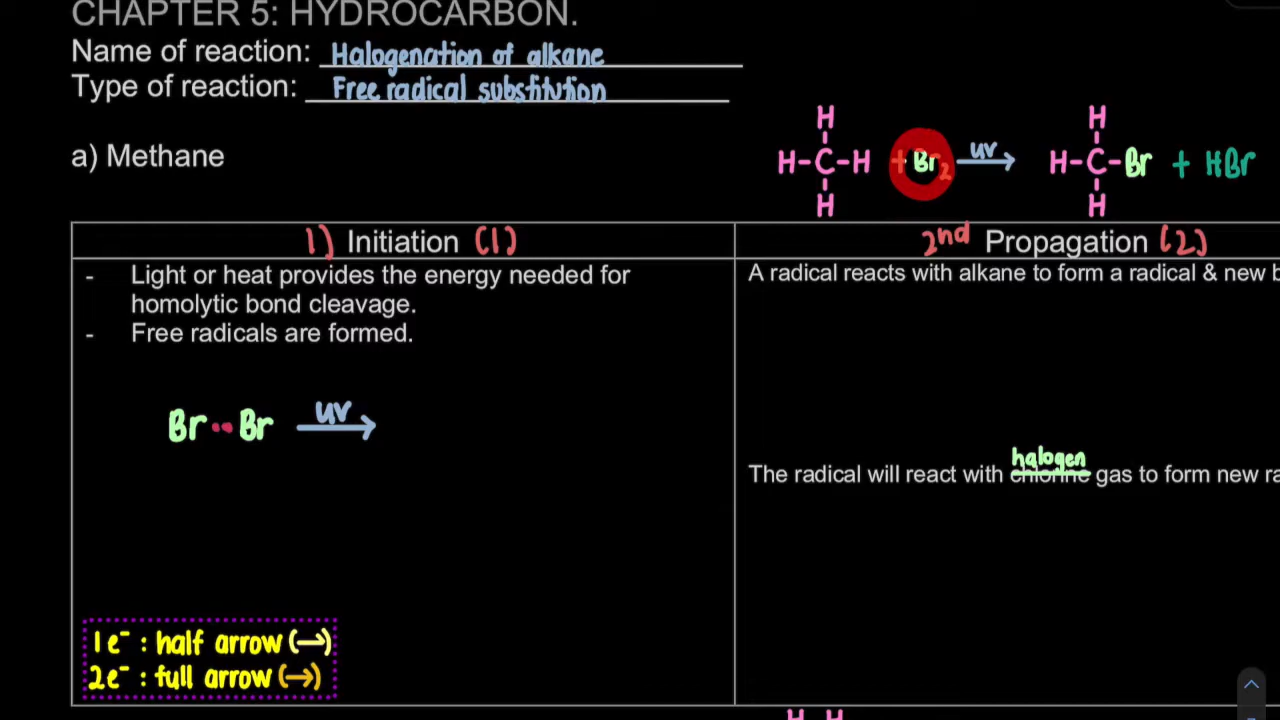 CHAPTER 5: HYDROCARBON.
Name of reaction: Halogenation of alkane
Type of reaction: Free radical substitution
a) Methane
H
H-C-H + Br2 uv → H-C-Br + HBr
H
H
H
1) Initiation (1)
2nd Propagation (2)
- Light or heat provides the energy needed for
homolytic bond cleavage.
- Free radicals are formed.
A radical reacts with alkane to form a radical & new b
Br •• Br uv →
halogen
The radical will react with chlorine gas to form new ra
1e⁻ : half arrow (⇀)
2e⁻ : full arrow (→)
H H